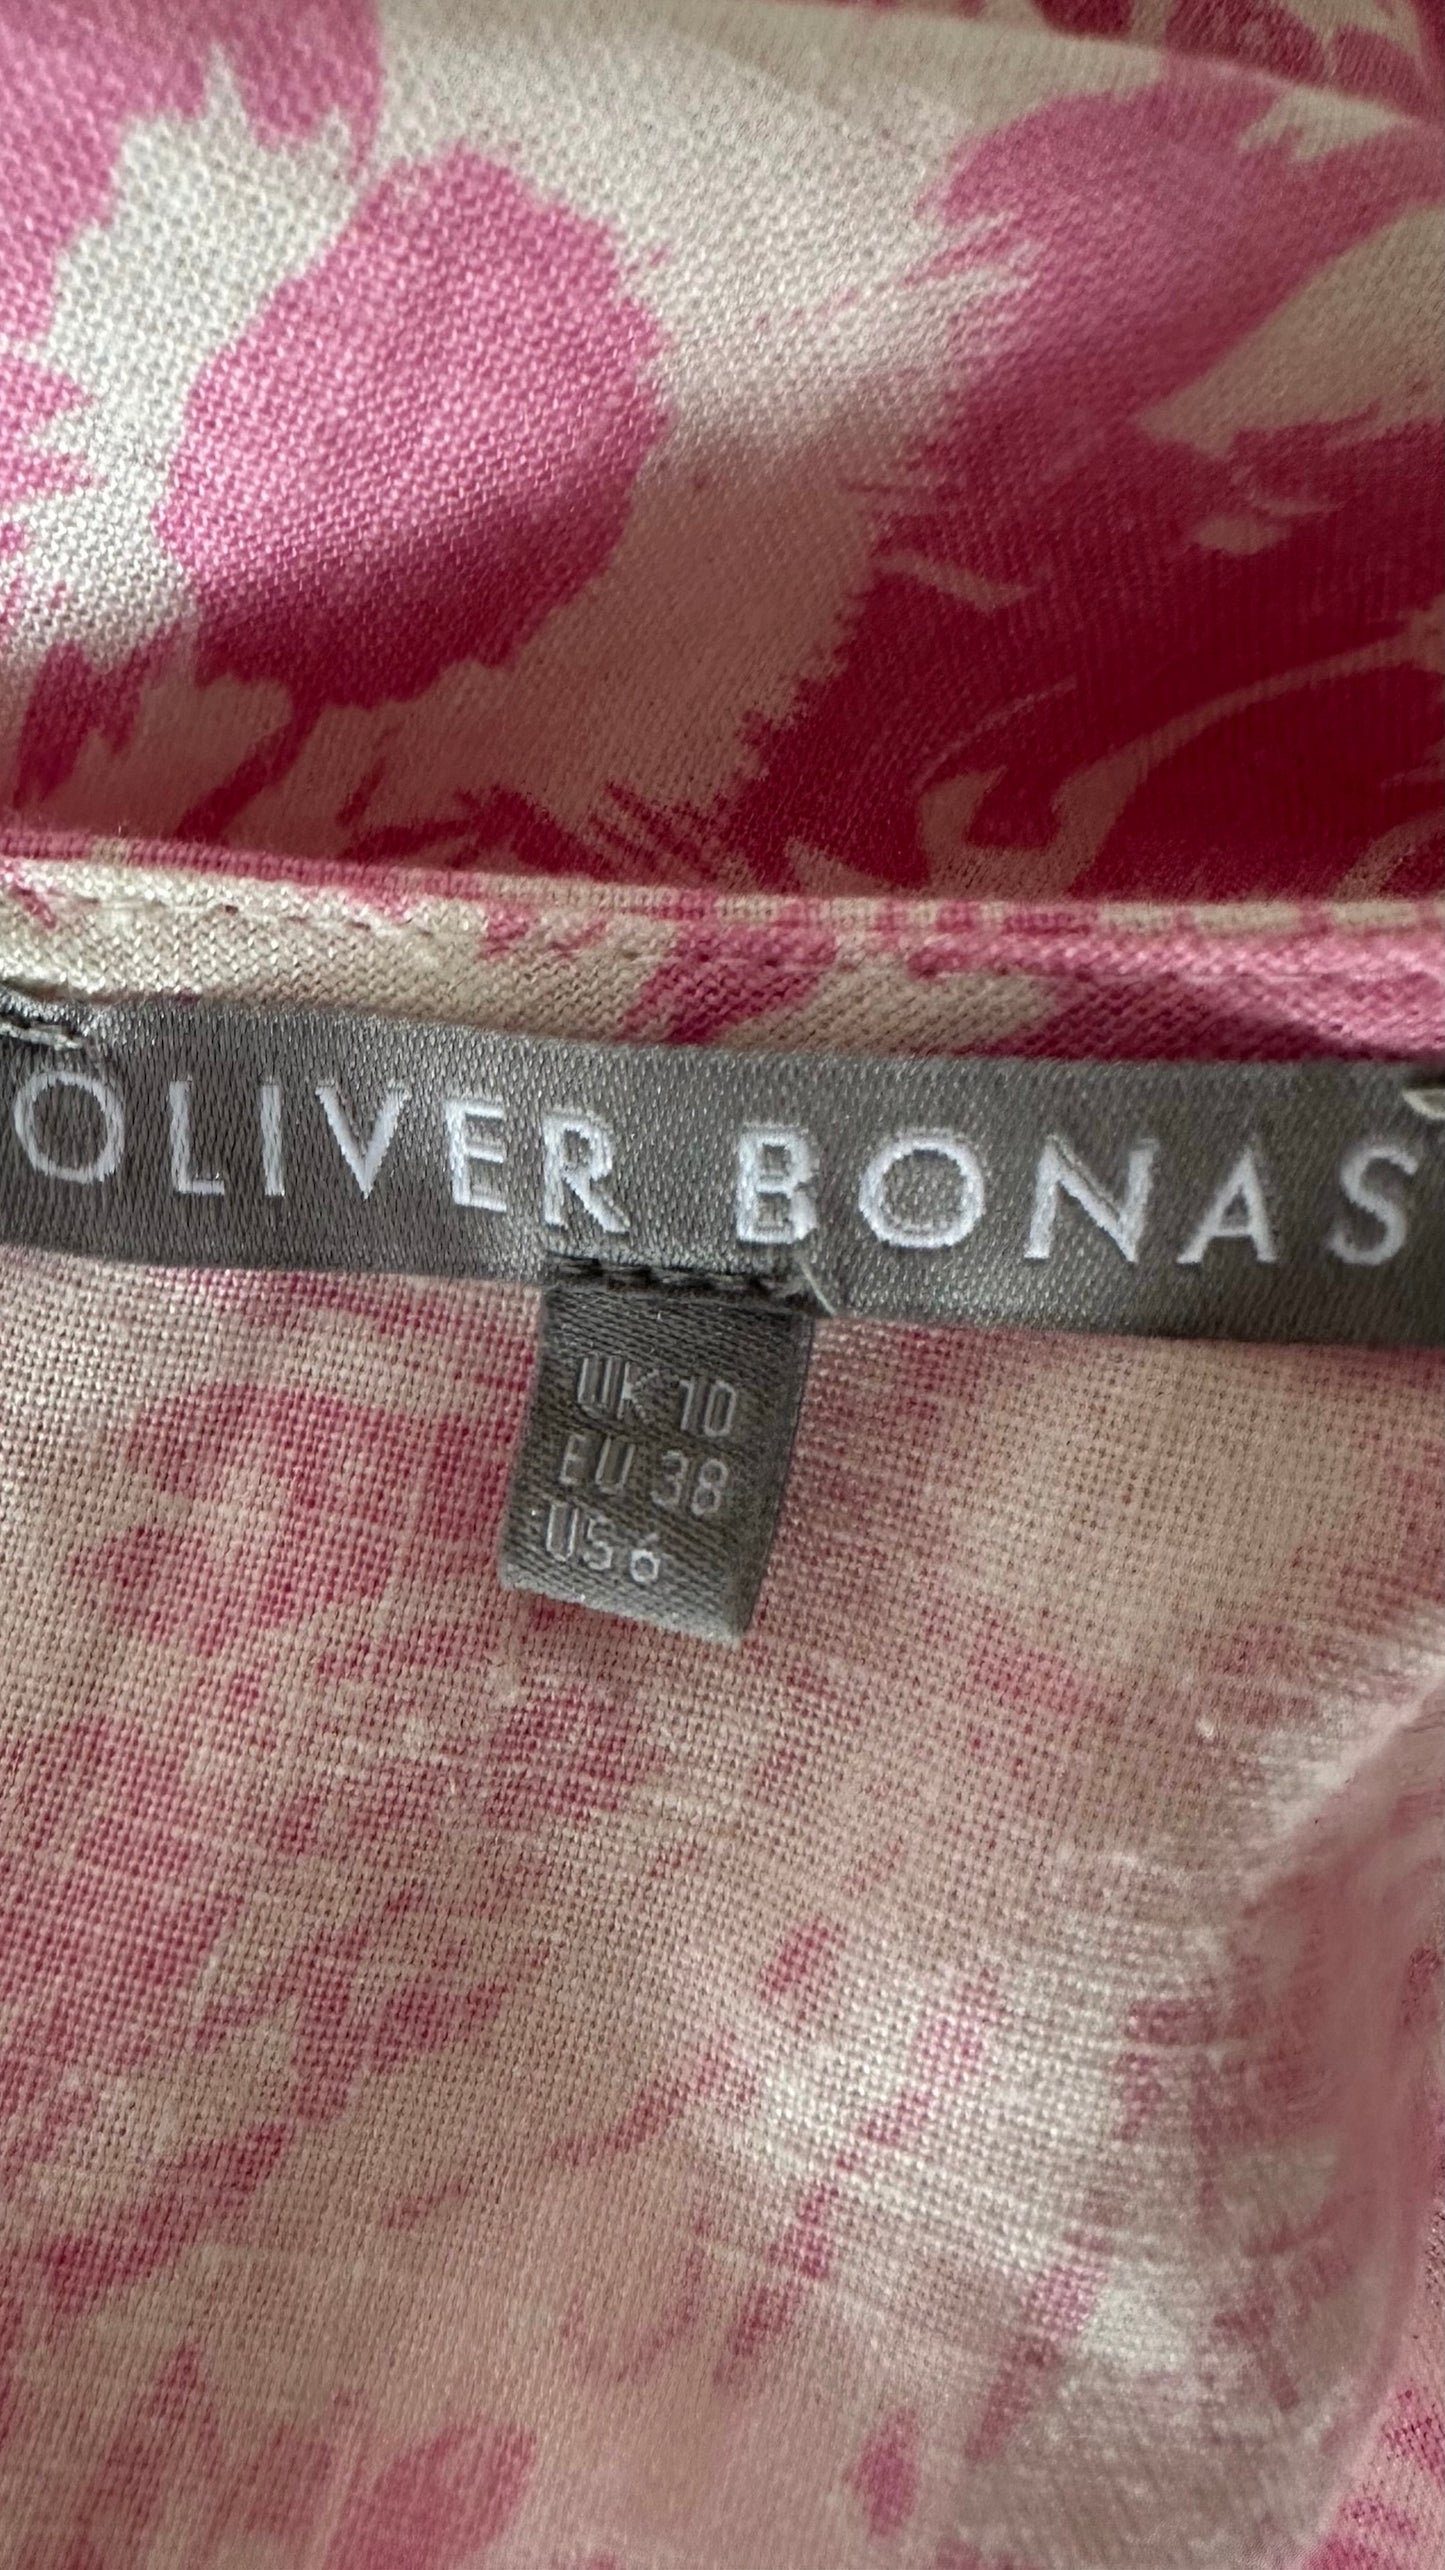 OLIVER BONAS
UK 10
EU 38
US 6